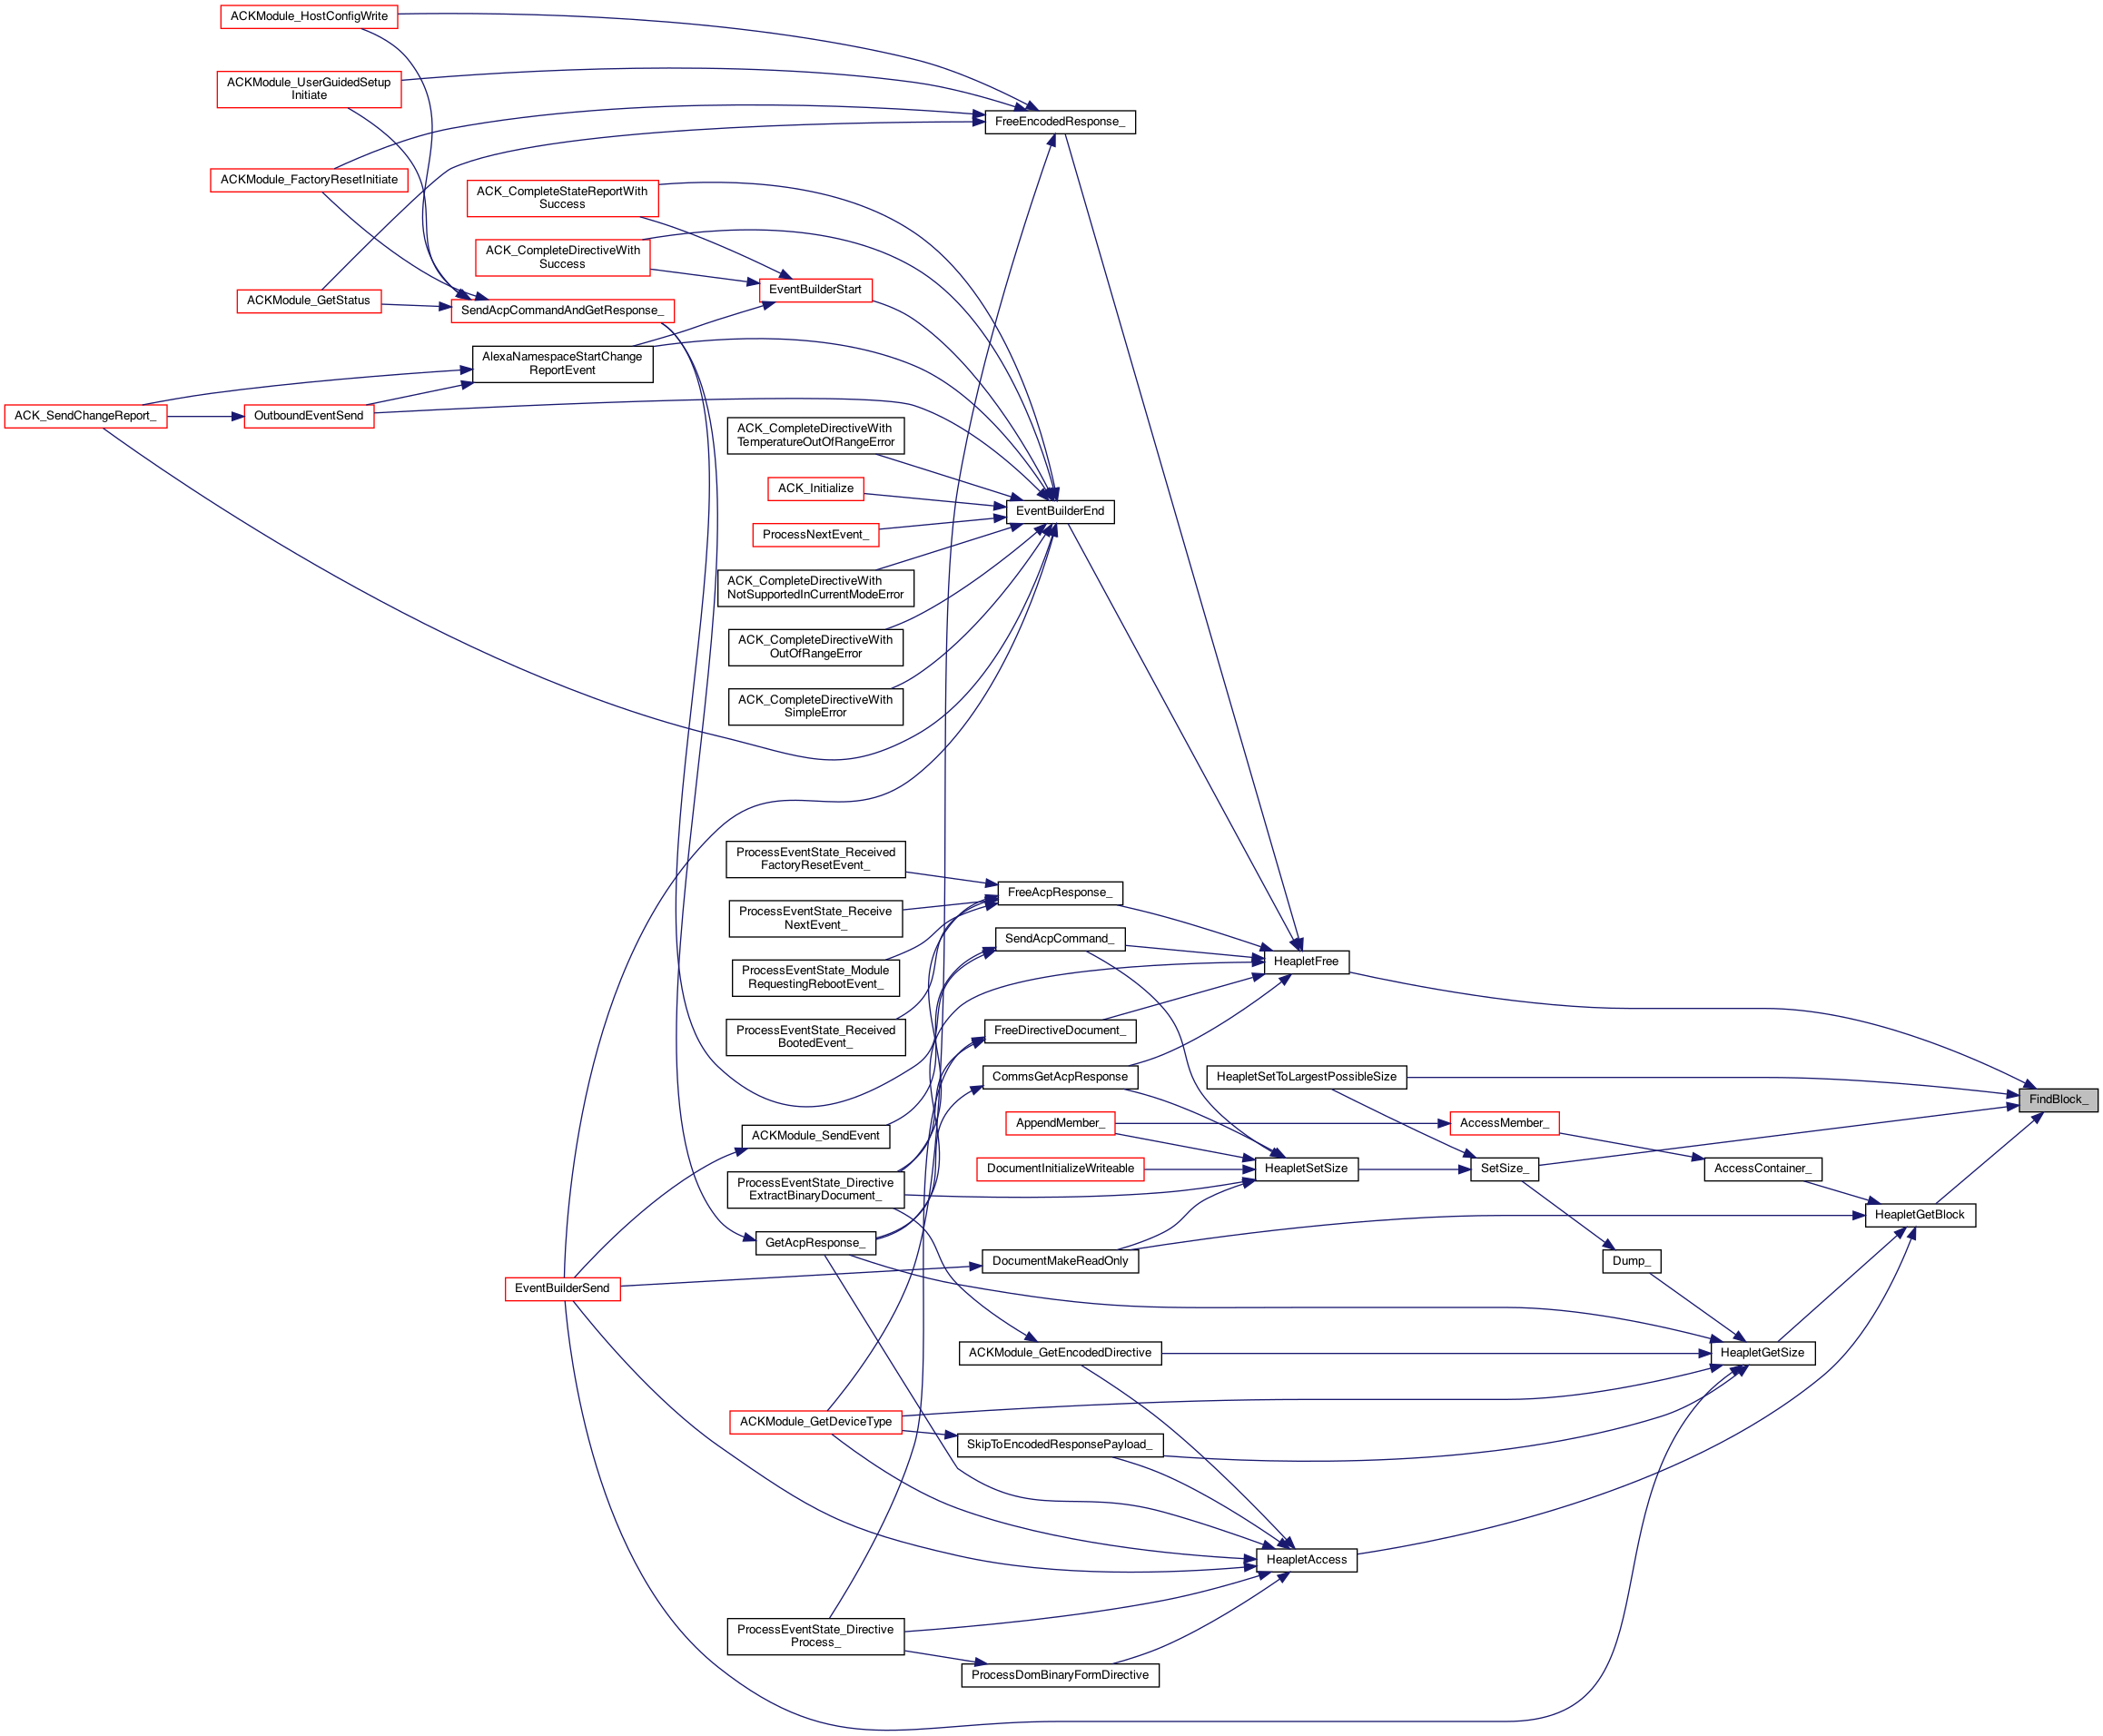 ACKModule_HostConfigWrite
ACKModule_UserGuidedSetup
Initiate
FreeEncodedResponse_
ACKModule_FactoryResetInitiate
ACK_CompleteStateReportWith
Success
ACK_CompleteDirectiveWith
Success
EventBuilderStart
ACKModule_GetStatus
SendAcpCommandAndGetResponse_
AlexaNamespaceStartChange
ReportEvent
ACK_SendChangeReport_
OutboundEventSend
ACK_CompleteDirectiveWith
TemperatureOutOfRangeError
ACK_Initialize
EventBuilderEnd
ProcessNextEvent_
ACK_CompleteDirectiveWith
NotSupportedInCurrentModeError
ACK_CompleteDirectiveWith
OutOfRangeError
ACK_CompleteDirectiveWith
SimpleError
ProcessEventState_Received
FactoryResetEvent_
FreeAcpResponse_
ProcessEventState_Receive
NextEvent_
SendAcpCommand_
HeapletFree
ProcessEventState_Module
RequestingRebootEvent_
ProcessEventState_Received
BootedEvent_
FreeDirectiveDocument_
CommsGetAcpResponse
HeapletSetToLargestPossibleSize
FindBlock_
AppendMember_
AccessMember_
ACKModule_SendEvent
DocumentInitializeWriteable
HeapletSetSize
SetSize_
AccessContainer_
ProcessEventState_Directive
ExtractBinaryDocument_
HeapletGetBlock
GetAcpResponse_
DocumentMakeReadOnly
Dump_
EventBuilderSend
ACKModule_GetEncodedDirective
HeapletGetSize
ACKModule_GetDeviceType
SkipToEncodedResponsePayload_
HeapletAccess
ProcessEventState_Directive
Process_
ProcessDomBinaryFormDirective